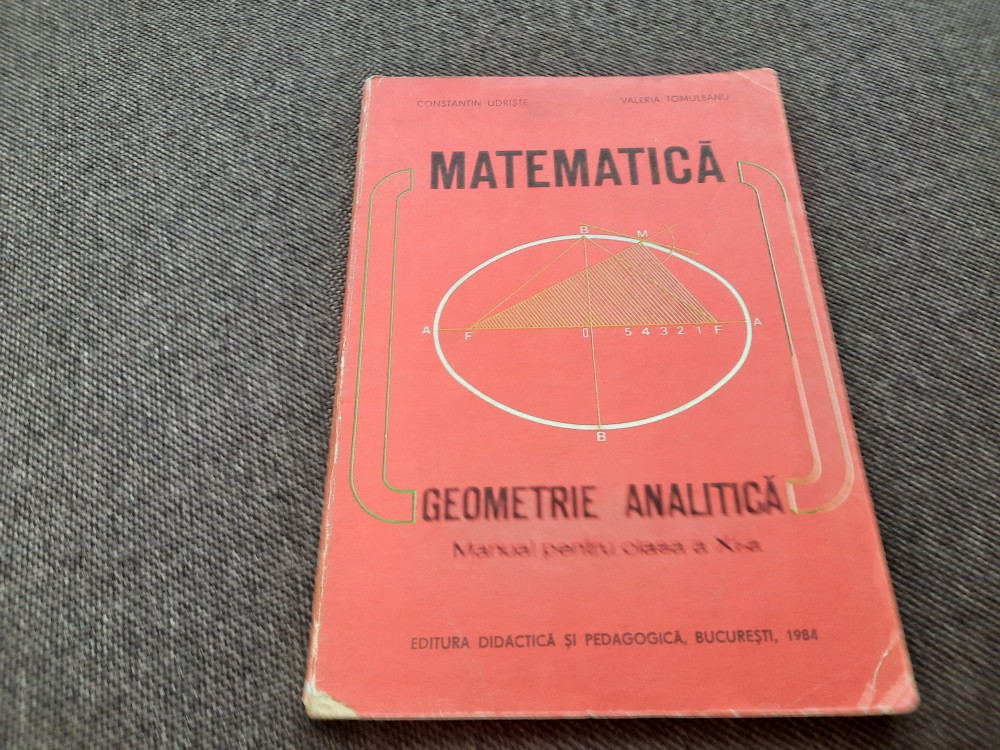 CONSTANTIN UDRIȘTE VALERIA TOMULEANU
MATEMATICĂ
B M
A F O 5 4 3 2 1 F A
B
GEOMETRIE ANALITICĂ
Manual pentru clasa a XI-a
EDITURA DIDACTICĂ ȘI PEDAGOGICĂ, BUCUREȘTI, 1984